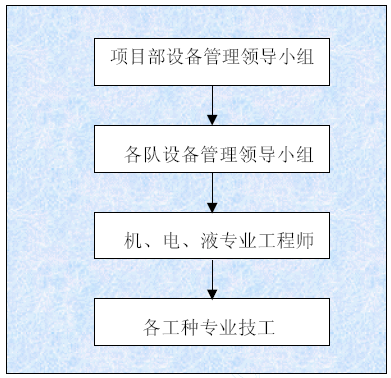 项目部设备管理领导小组
各队设备管理领导小组
机、电、液专业工程师
各工种专业技工